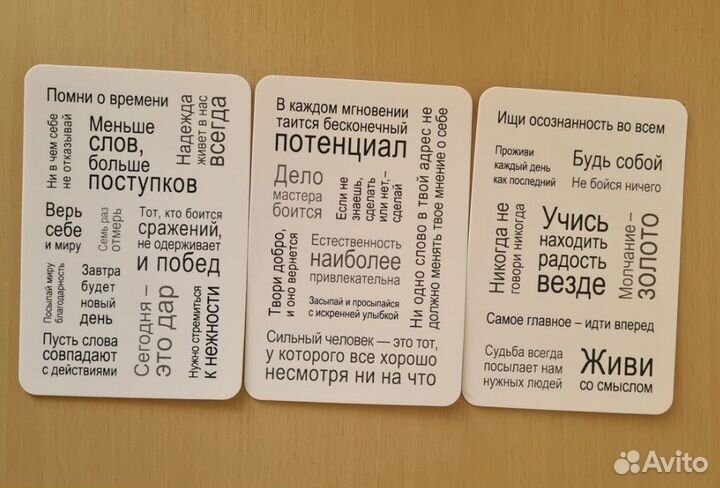 Помни о времени
Ни в чем себе
не отказывай
Меньше
слов,
больше
поступков
Надежда
живет в нас
всегда
Верь
себе
и миру
Семь раз
отмерь
Тот, кто боится
сражений,
не одерживает
и побед
Посылай миру
благодарность
Завтра
будет
новый
день
Сегодня –
это дар
Нужно стремиться
к нежности
Пусть слова
совпадают
с действиями
В каждом мгновении
таится бесконечный
потенциал
Дело
мастера
боится
Если не
знаешь,
сделать
или нет,–
сделай
Ни одно слово в твой адрес не
должно менять твое мнение о себе
Твори добро,
и оно вернется
Естественность
наиболее
привлекательна
Засыпай и просыпайся
с искренней улыбкой
Сильный человек — это тот,
у которого все хорошо
несмотря ни на что
Ищи осознанность во всем
Проживи
каждый день
как последний
Будь собой
Не бойся ничего
Никогда не
говори никогда
Учись
находить
радость
везде
Молчание –
золото
Самое главное – идти вперед
Судьба всегда
посылает нам
нужных людей
Живи
со смыслом
Avito